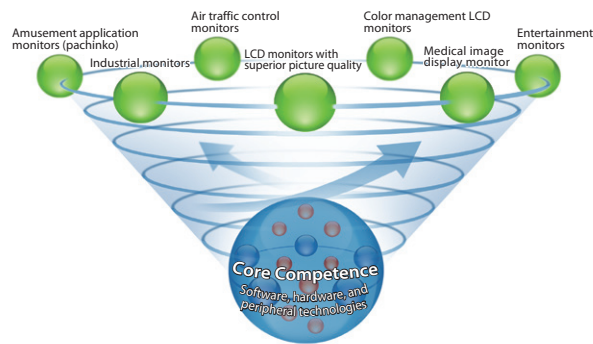 Amusement application
monitors (pachinko)
Industrial monitors
Air traffic control
monitors
LCD monitors with
superior picture quality
Color management LCD
monitors
Medical image
display monitor
Entertainment
monitors
Core Competence
Software, hardware, and
peripheral technologies